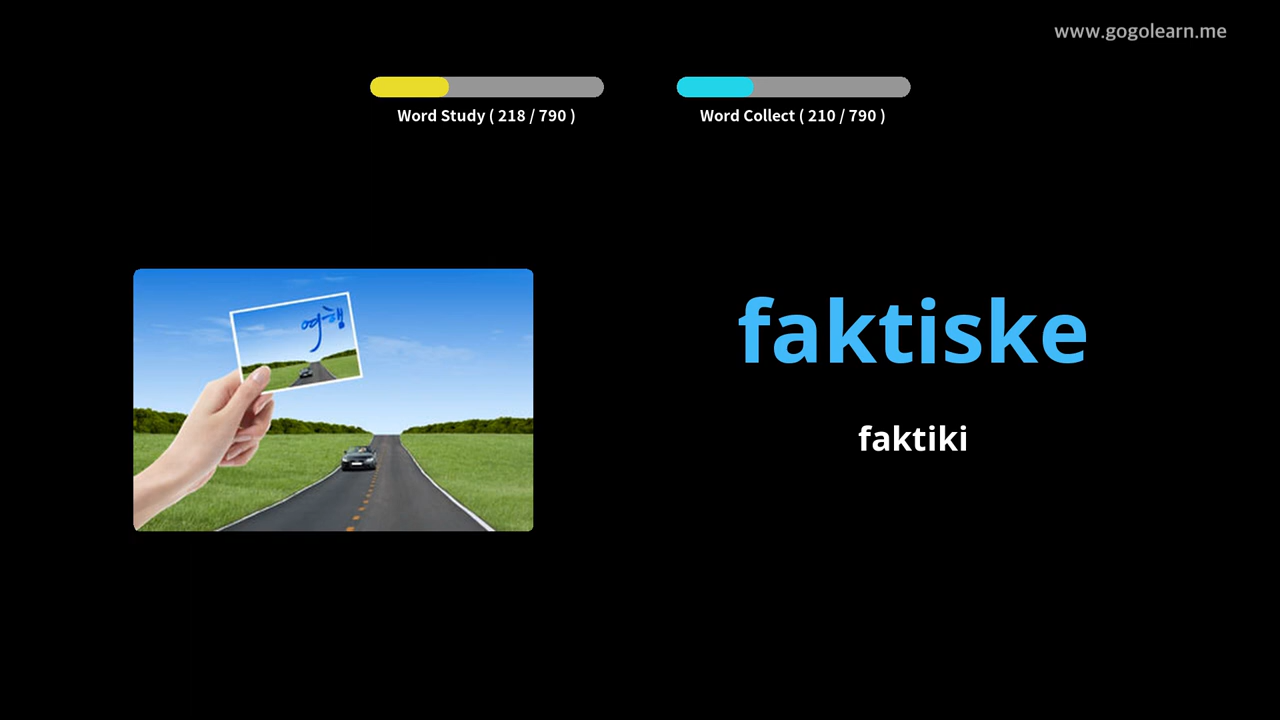 www.gogolearn.me
Word Study ( 218 / 790 )
Word Collect ( 210 / 790 )
여행
faktiske
faktiki